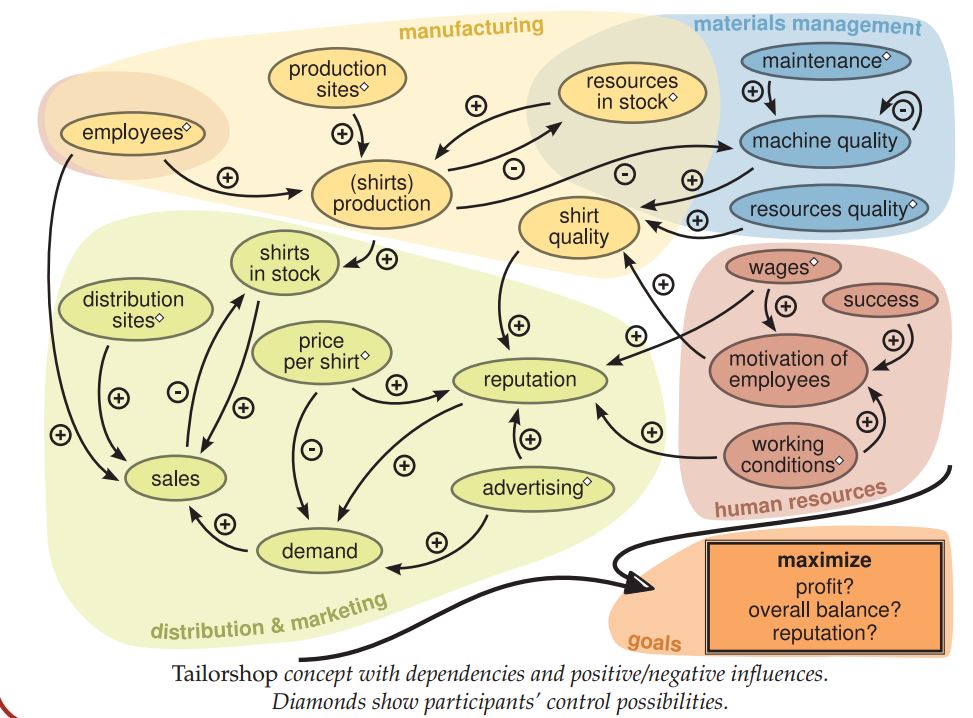 manufacturing
materials management
production
sites◇
resources
in stock◇
maintenance◇
employees◇
machine quality
(shirts)
production
shirt
quality
resources quality◇
shirts
in stock
wages◇
distribution
sites◇
success
price
per shirt◇
reputation
motivation of
employees
working
conditions◇
sales
advertising◇
human resources
demand
distribution & marketing
goals
maximize
profit?
overall balance?
reputation?
+
+
-
+
-
+
-
+
+
+
+
+
+
+
+
+
+
-
+
+
-
+
+
+
+
+
+
Tailorshop concept with dependencies and positive/negative influences.
Diamonds show participants’ control possibilities.